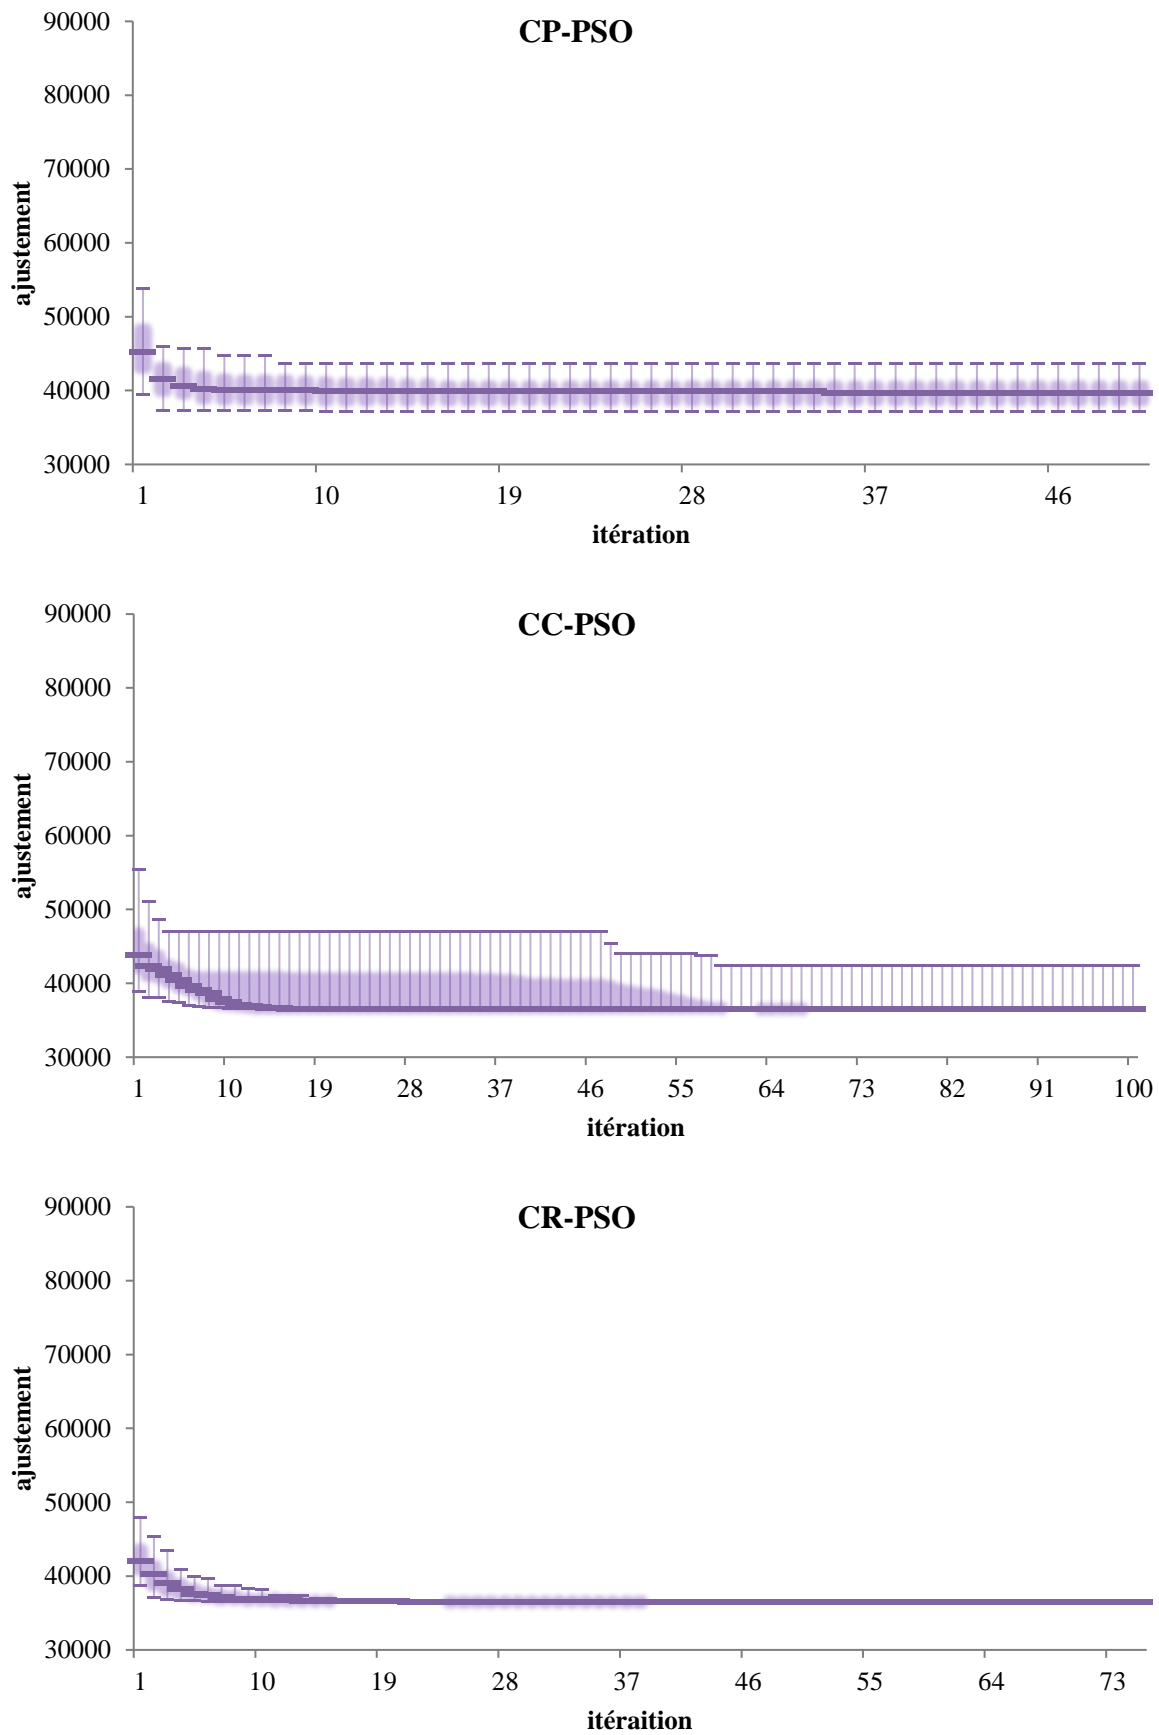 CP-PSO
90000
80000
70000
60000
50000
40000
30000
ajustement
1 10 19 28 37 46
itération
CC-PSO
90000
80000
70000
60000
50000
40000
30000
ajustement
1 10 19 28 37 46 55 64 73 82 91 100
itération
CR-PSO
90000
80000
70000
60000
50000
40000
30000
ajustement
1 10 19 28 37 46 55 64 73
itéraition